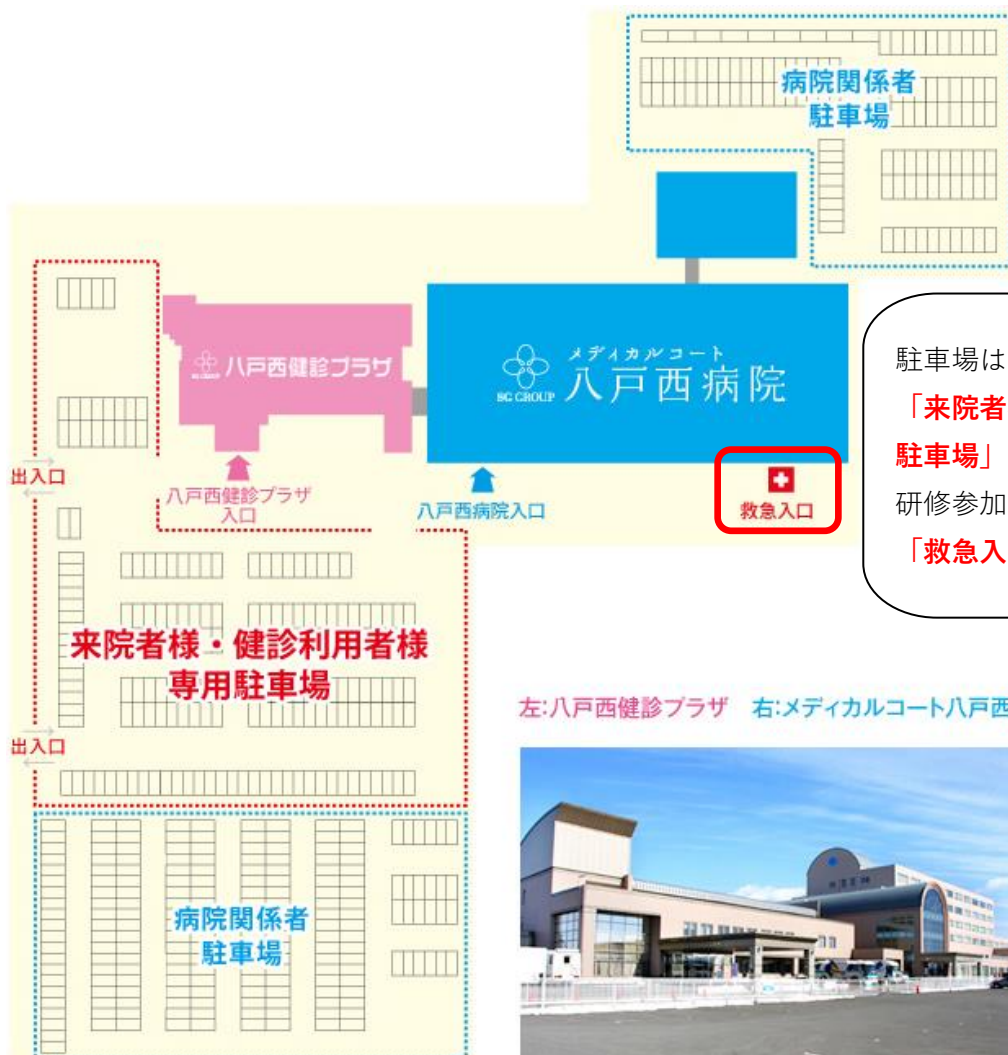 病院関係者
駐車場
BG GROUP
八戸西健診プラザ
メディカルコート
BG GROUP
八戸西病院
駐車場は
「来院者
駐車場」
研修参加
「救急入
出入口
八戸西健診プラザ
入口
八戸西病院入口
救急入口
来院者様・健診利用者様
専用駐車場
出入口
左:八戸西健診プラザ 右:メディカルコート八戸西
病院関係者
駐車場